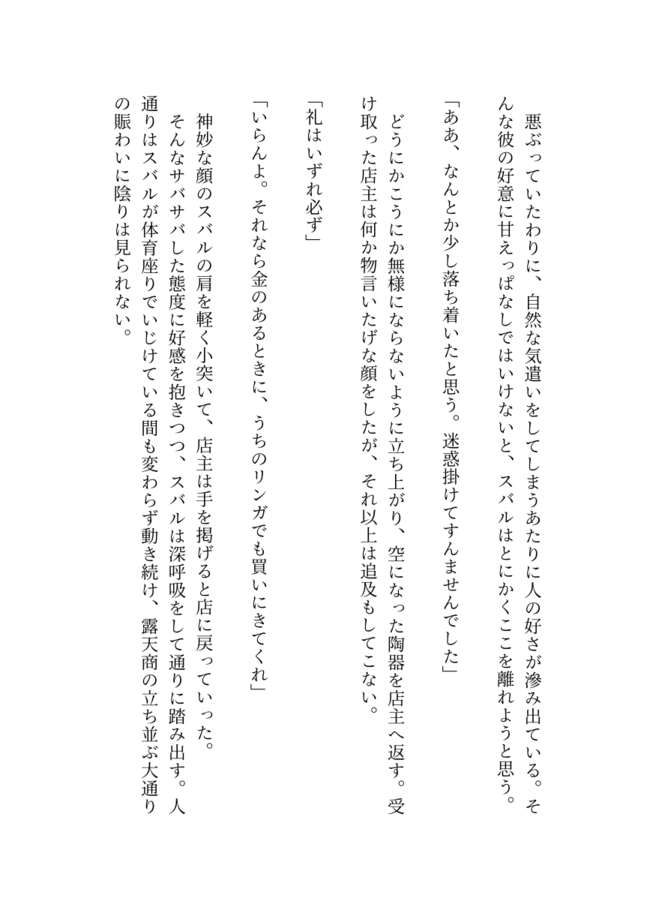 悪ぶっていたわりに、自然な気遣いをしてしまうあたりに人の好さが滲み出ている。そ
んな彼の好意に甘えっぱなしではいけないと、スバルはとにかくここを離れようと思う。
「ああ、なんとか少し落ち着いたと思う。迷惑掛けてすんませんでした」
どうにかこうにか無様にならないように立ち上がり、空になった陶器を店主へ返す。受
け取った店主は何か物言いたげな顔をしたが、それ以上は追及もしてこない。
「礼はいずれ必ず」
「いらんよ。それなら金のあるときに、うちのリンガでも買いにきてくれ」
神妙な顔のスバルの肩を軽く小突いて、店主は手を掲げると店に戻っていった。
そんなサバサバした態度に好感を抱きつつ、スバルは深呼吸をして通りに踏み出す。人
通りはスバルが体育座りでいじけている間も変わらず動き続け、露天商の立ち並ぶ大通り
の賑わいに陰りは見られない。